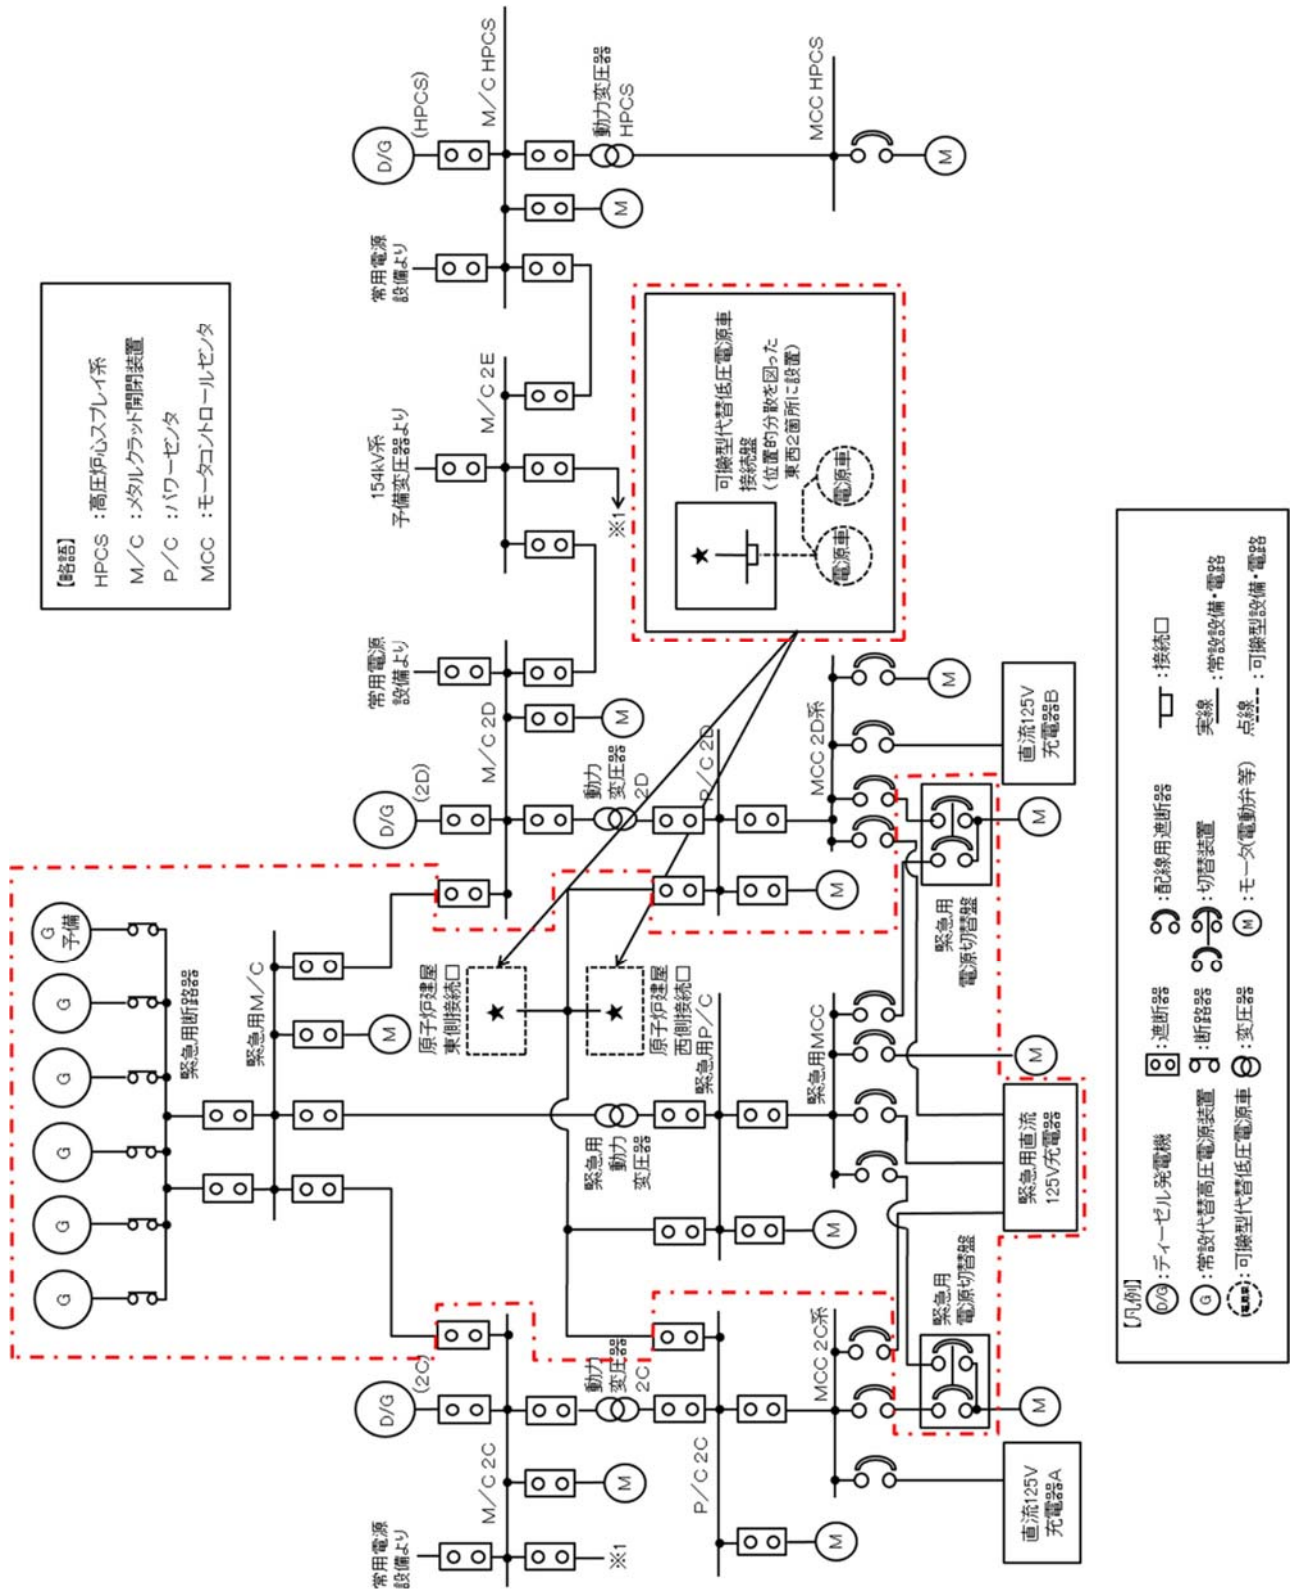 【略語】
HPCS :高圧炉心スプレイ系
M/C :メタルクラッド開閉装置
P/C :パワーセンタ
MCC :モータコントロールセンタ
G
G
G
G
G
G
予備
緊急用断路器
緊急用M/C
M
常用電源
設備より
D/G
(2C)
M/C 2C
※1
M
動力
変圧器
2C
P/C 2C
M
MCC 2C系
直流125V
充電器A
M
緊急用
電源切替盤
緊急用
動力
変圧器
緊急用P/C
M
緊急用MCC
M
緊急用直流
125V充電器
原子炉建屋
東側接続口
★
原子炉建屋
西側接続口
★
D/G
(2D)
M/C 2D
常用電源
設備より
M
動力
変圧器
2D
P/C 2D
M
MCC 2D系
緊急用
電源切替盤
M
M
直流125V
充電器B
154kV系
予備変圧器より
M/C 2E
※1
常用電源
設備より
D/G
(HPCS)
M/C HPCS
M
動力変圧器
HPCS
MCC HPCS
M
可搬型代替低圧電源車
接続盤
(位置的分散を図った
東西2箇所に設置)
★
電源車
電源車
【凡例】
D/G :ディーゼル発電機
G :常設代替高圧電源装置
電源車 :可搬型代替低圧電源車
:遮断器
:断路器
:変圧器
:配線用遮断器
:切替装置
M :モータ(電動弁等)
:接続口
実線 :常設設備・電路
点線 :可搬型設備・電路